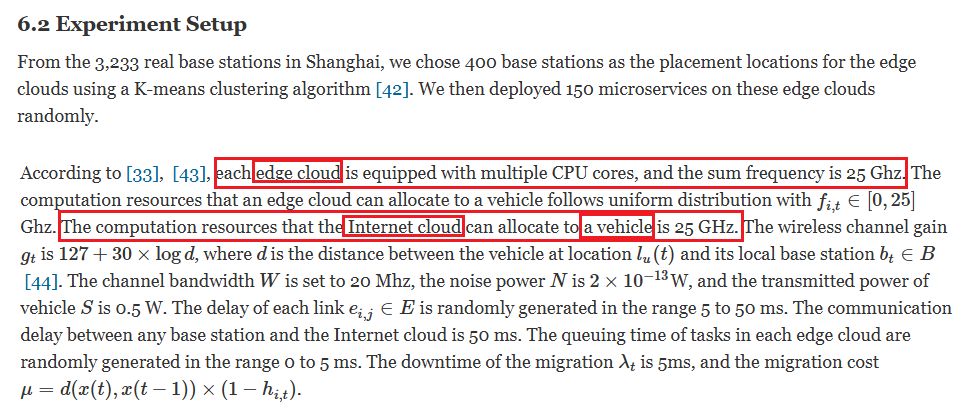 6.2 Experiment Setup
From the 3,233 real base stations in Shanghai, we chose 400 base stations as the placement locations for the edge
clouds using a K-means clustering algorithm [42]. We then deployed 150 microservices on these edge clouds
randomly.
According to [33], [43], each edge cloud is equipped with multiple CPU cores, and the sum frequency is 25 Ghz. The
computation resources that an edge cloud can allocate to a vehicle follows uniform distribution with f_{i,t} ∈ [0, 25]
Ghz. The computation resources that the Internet cloud can allocate to a vehicle is 25 GHz. The wireless channel gain
g_t is 127 + 30 × log d, where d is the distance between the vehicle at location l_u(t) and its local base station b_t ∈ B
[44]. The channel bandwidth W is set to 20 Mhz, the noise power N is 2 × 10^{−13} W, and the transmitted power of
vehicle S is 0.5 W. The delay of each link e_{i,j} ∈ E is randomly generated in the range 5 to 50 ms. The communication
delay between any base station and the Internet cloud is 50 ms. The queuing time of tasks in each edge cloud are
randomly generated in the range 0 to 5 ms. The downtime of the migration λ_t is 5ms, and the migration cost
μ = d(x(t), x(t − 1)) × (1 − h_{i,t}).